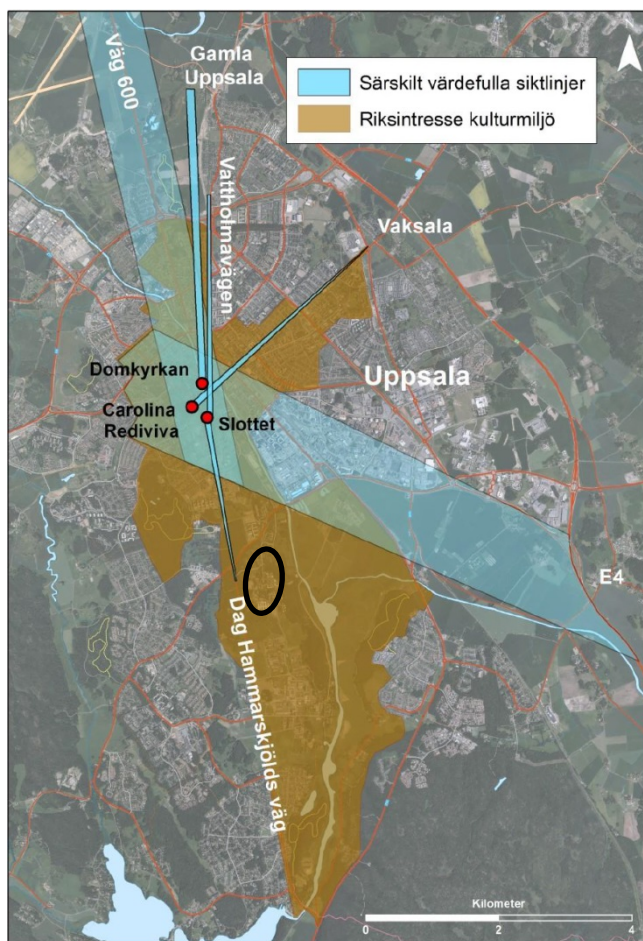 Väg 600
Gamla
Uppsala
Särskilt värdefulla siktlinjer
Riksintresse kulturmiljö
Vattholmavägen
Vaksala
Domkyrkan
Uppsala
Carolina
Rediviva
Slottet
E4
Dag Hammarskjölds väg
Kilometer
0 2 4